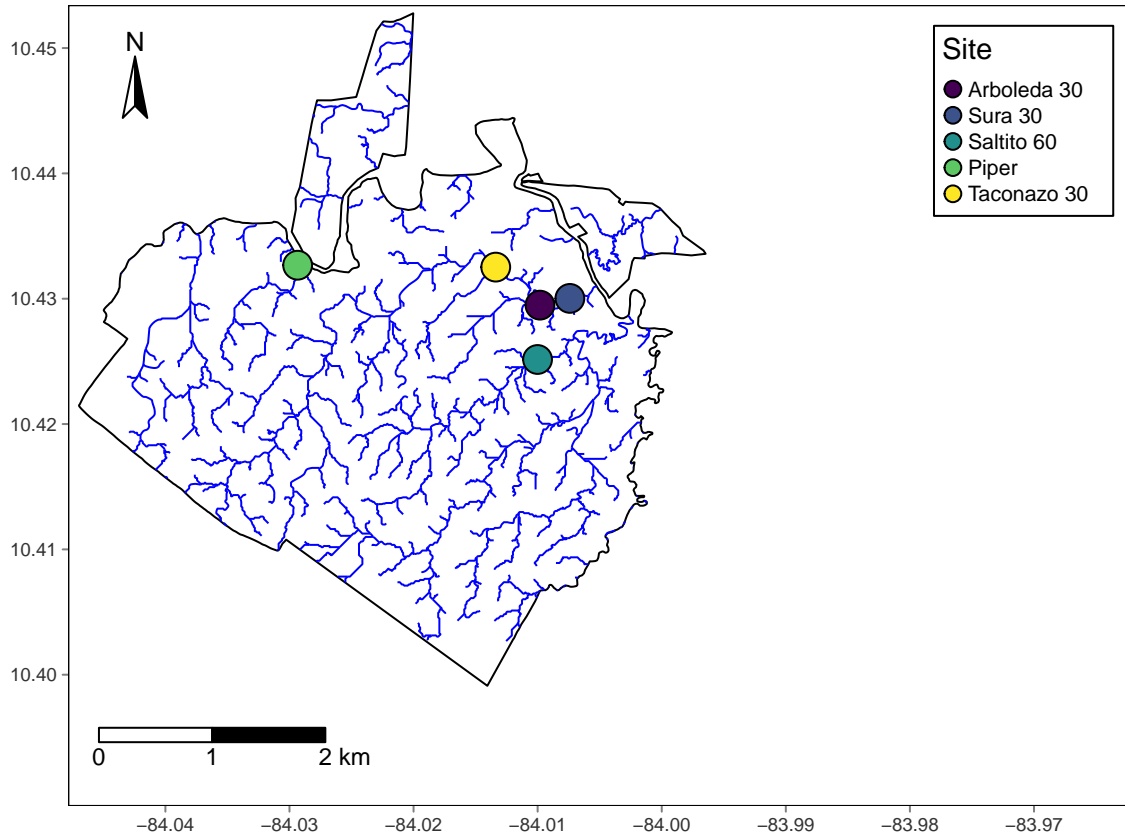 N
Site
Arboleda 30
Sura 30
Saltito 60
Piper
Taconazo 30
10.45
10.44
10.43
10.42
10.41
10.40
0 1 2 km
−84.04 −84.03 −84.02 −84.01 −84.00 −83.99 −83.98 −83.97